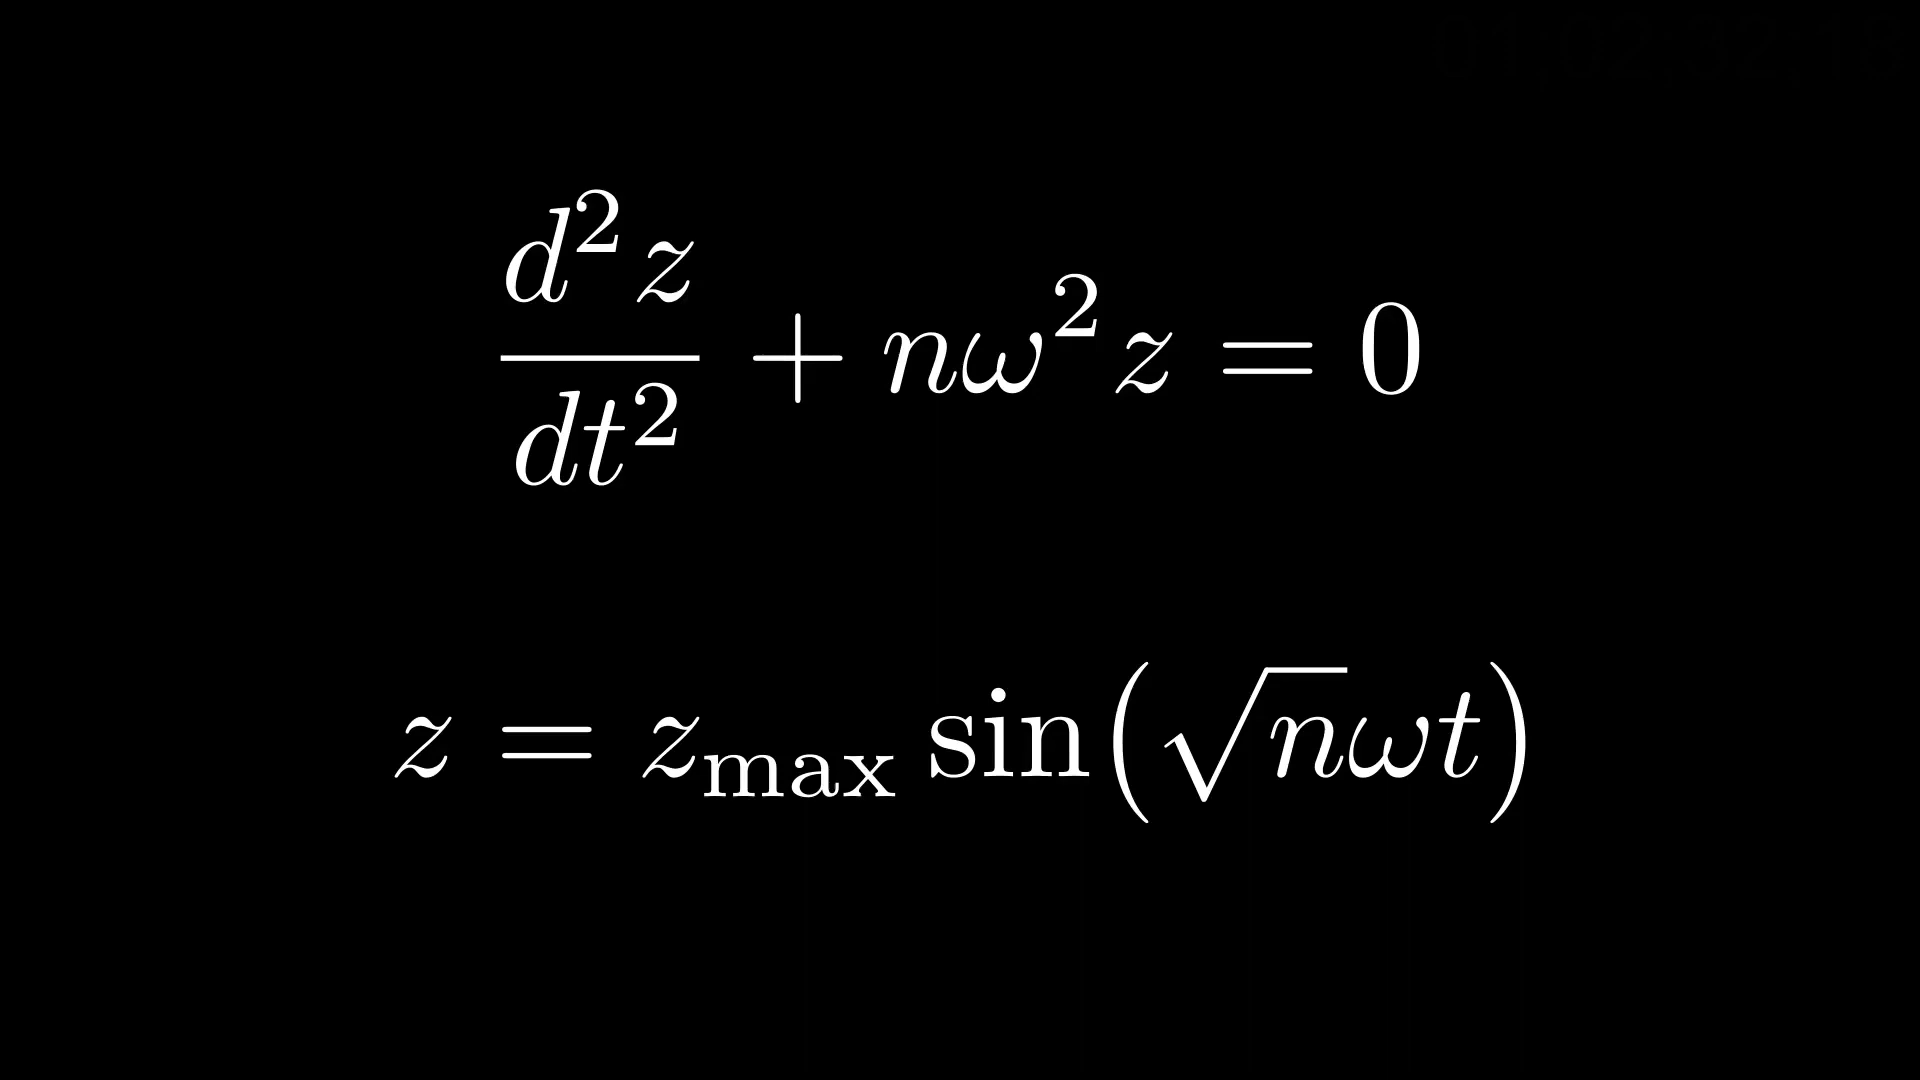 d²z/dt² + nω²z = 0
z = z_max sin(√n ωt)